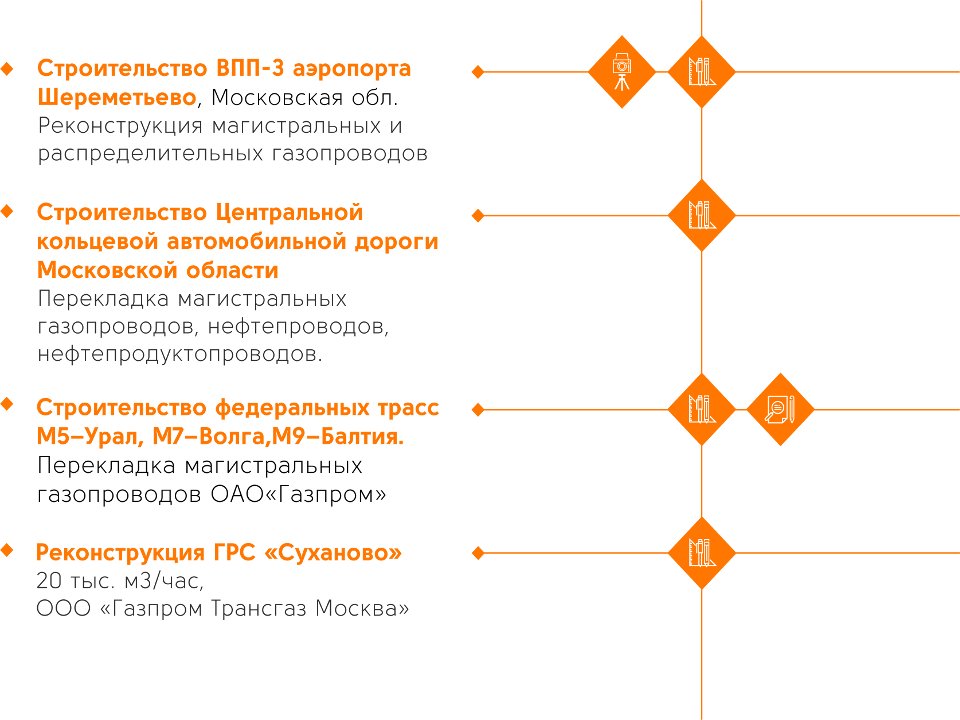 Строительство ВПП-3 аэропорта
Шереметьево, Московская обл.
Реконструкция магистральных и
распределительных газопроводов
Строительство Центральной
кольцевой автомобильной дороги
Московской области
Перекладка магистральных
газопроводов, нефтепроводов,
нефтепродуктопроводов.
Строительство федеральных трасс
М5–Урал, М7–Волга,М9–Балтия.
Перекладка магистральных
газопроводов ОАО«Газпром»
Реконструкция ГРС «Суханово»
20 тыс. м3/час,
ООО «Газпром Трансгаз Москва»